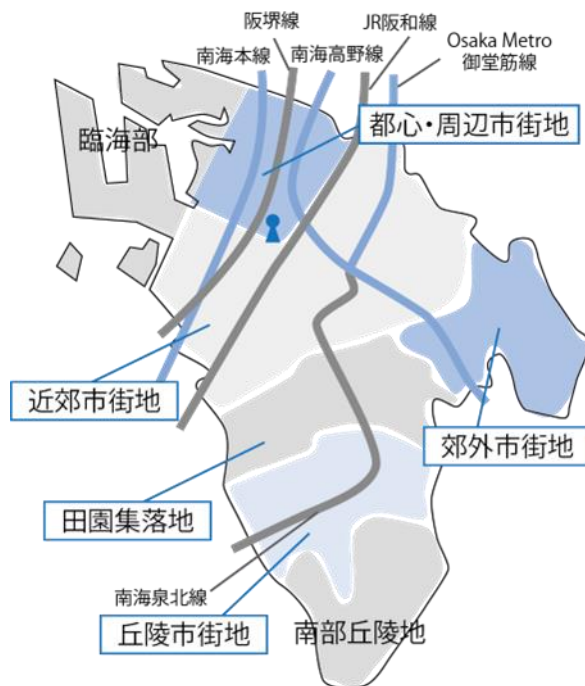 阪堺線
JR阪和線
南海本線
南海高野線
Osaka Metro
御堂筋線
臨海部
都心・周辺市街地
近郊市街地
郊外市街地
田園集落地
南海泉北線
丘陵市街地
南部丘陵地